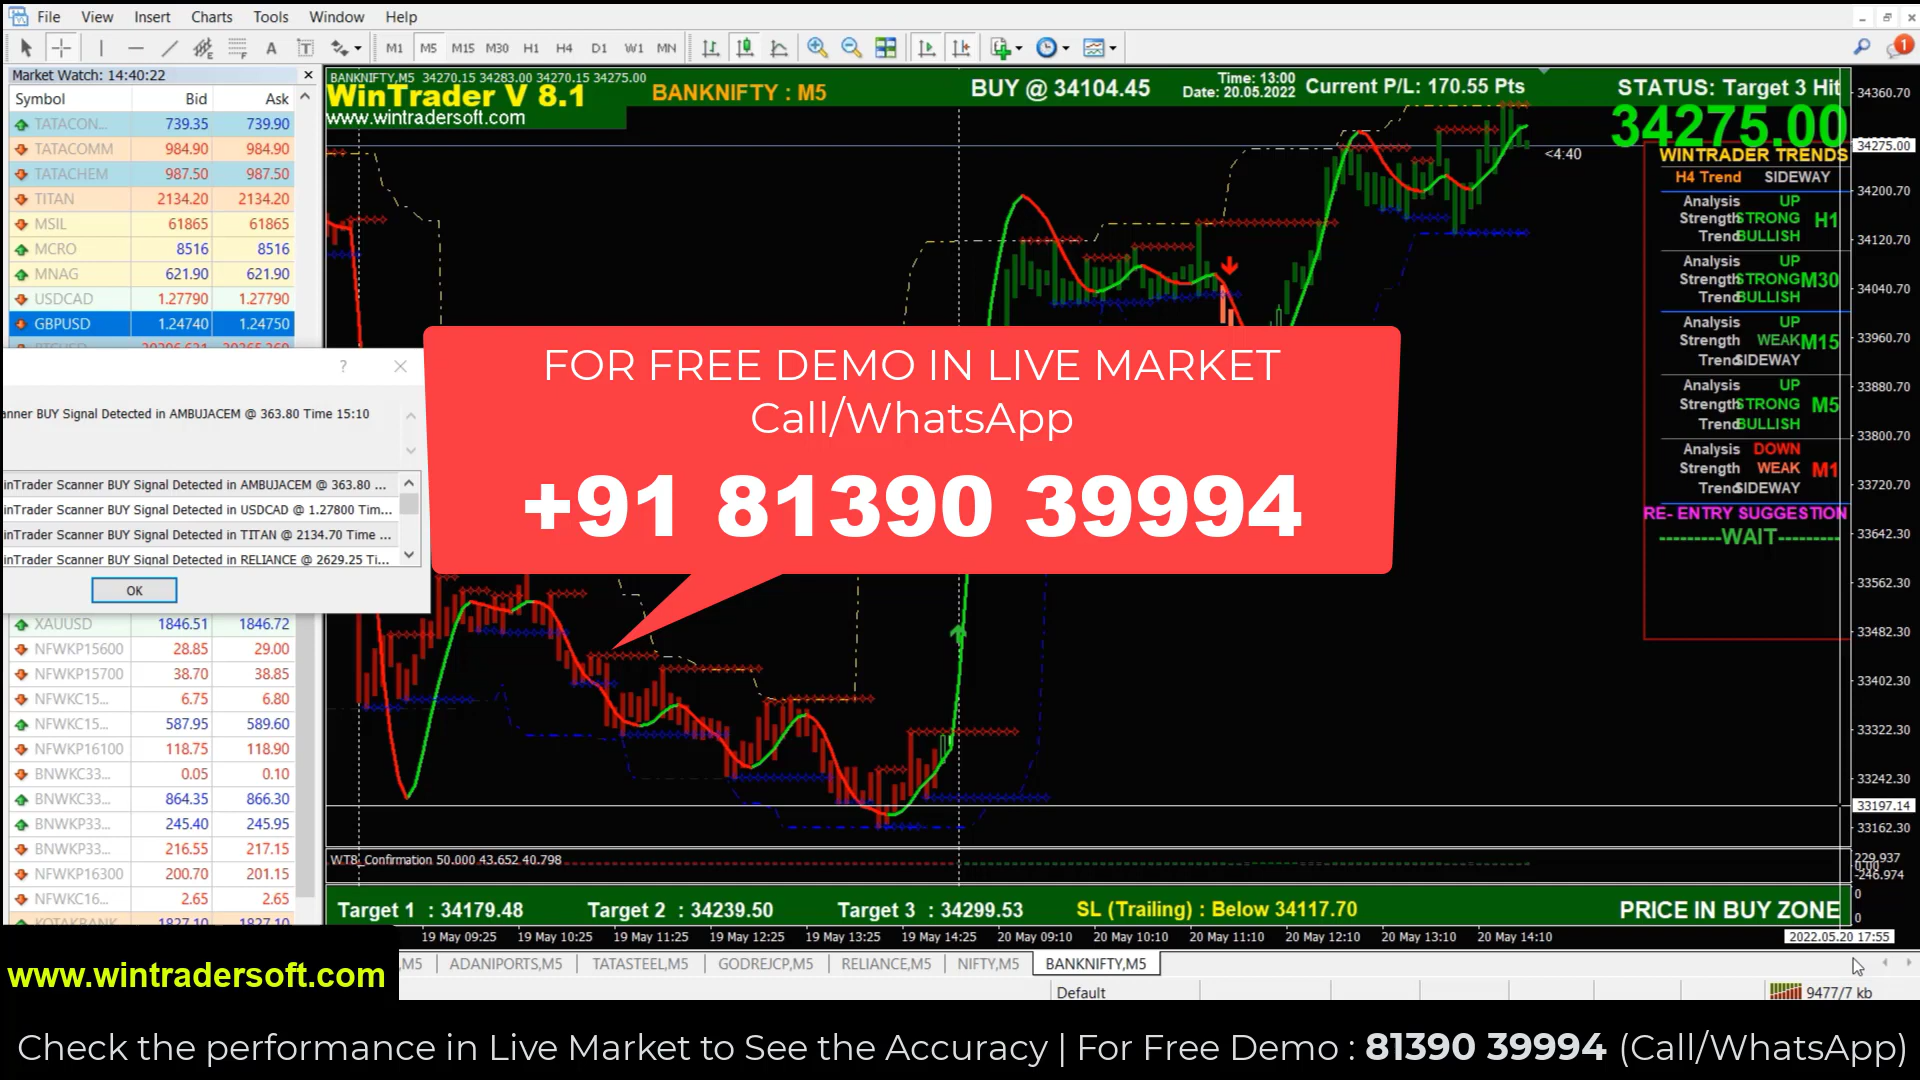 File View Insert Charts Tools Window Help
M1 M5 M15 M30 H1 H4 D1 W1 MN
1
Market Watch: 14:40:22
Symbol Bid Ask
TATACON... 739.35 739.90
TATACOMM 984.90 984.90
TATACHEM 987.50 987.50
TITAN 2134.20 2134.20
MSIL 61865 61865
MCRO 8516 8516
MNAG 621.90 621.90
USDCAD 1.27790 1.27790
GBPUSD 1.24740 1.24750
anner BUY Signal Detected in AMBUJACEM @ 363.80 Time 15:10
inTrader Scanner BUY Signal Detected in AMBUJACEM @ 363.80 ...
inTrader Scanner BUY Signal Detected in USDCAD @ 1.27800 Tim...
inTrader Scanner BUY Signal Detected in TITAN @ 2134.70 Time ...
inTrader Scanner BUY Signal Detected in RELIANCE @ 2629.25 Ti...
OK
XAUUSD 1846.51 1846.72
NFWKP15600 28.85 29.00
NFWKP15700 38.70 38.85
NFWKC15... 6.75 6.80
NFWKC15... 587.95 589.60
NFWKP16100 118.75 118.90
BNWKC33... 0.05 0.10
BNWKC33... 864.35 866.30
BNWKP33... 245.40 245.95
BNWKP33... 216.55 217.15
NFWKP16300 200.70 201.15
NFWKC16... 2.65 2.65
KOTAKBANK 1827.10 1827.10
BANKNIFTY,M5 34270.15 34283.00 34270.15 34275.00
WinTrader V 8.1
www.wintradersoft.com
BANKNIFTY : M5
BUY @ 34104.45
Time: 13:00
Date: 20.05.2022
Current P/L: 170.55 Pts
STATUS: Target 3 Hit
34275.00
<4:40
WINTRADER TRENDS
H4 Trend SIDEWAY
Analysis UP
Strength STRONG H1
Trend BULLISH
Analysis UP
Strength STRONG M30
Trend BULLISH
Analysis UP
Strength WEAK M15
Trend SIDEWAY
Analysis UP
Strength STRONG M5
Trend BULLISH
Analysis DOWN
Strength WEAK M1
Trend SIDEWAY
RE- ENTRY SUGGESTION
---------WAIT---------
34360.70
34275.00
34200.70
34120.70
34040.70
33960.70
33880.70
33800.70
33720.70
33642.30
33562.30
33482.30
33402.30
33322.30
33242.30
33197.14
33162.30
229.937
0.00
-246.974
0
0
FOR FREE DEMO IN LIVE MARKET
Call/WhatsApp
+91 81390 39994
WT8_Confirmation 50.000 43.652 40.798
Target 1 : 34179.48 Target 2 : 34239.50 Target 3 : 34299.53 SL (Trailing) : Below 34117.70 PRICE IN BUY ZONE
19 May 09:25 19 May 10:25 19 May 11:25 19 May 12:25 19 May 13:25 19 May 14:25 20 May 09:10 20 May 10:10 20 May 11:10 20 May 12:10 20 May 13:10 20 May 14:10 2022.05.20 17:55
,M5 ADANIPORTS,M5 TATASTEEL,M5 GODREJCP,M5 RELIANCE,M5 NIFTY,M5 BANKNIFTY,M5
Default 9477/7 kb
www.wintradersoft.com
Check the performance in Live Market to See the Accuracy | For Free Demo : 81390 39994 (Call/WhatsApp)